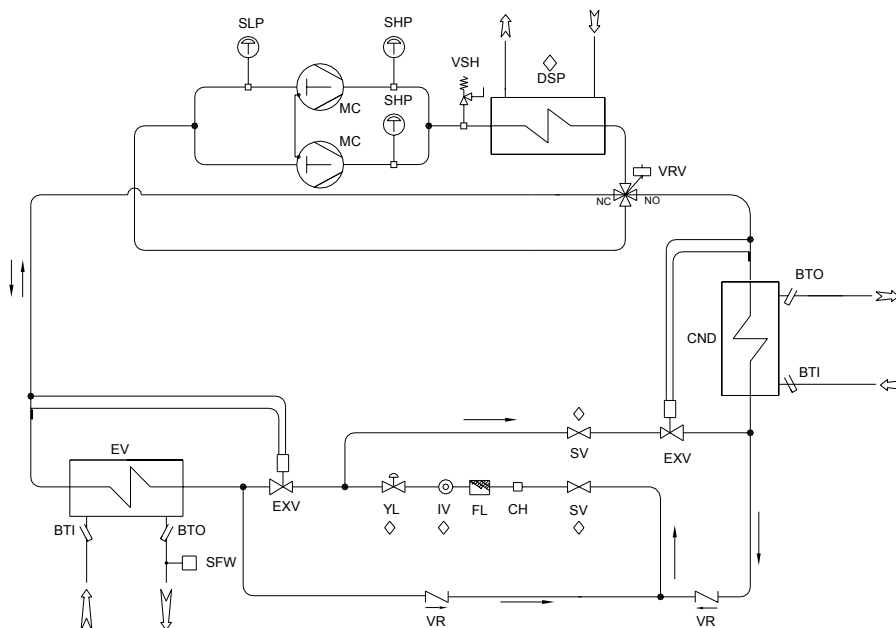 SLP
SHP
VSH
DSP
SHP
MC
MC
VRV
NC
NO
BTO
CND
BTI
EV
SV
EXV
EXV
YL
IV
FL
CH
SV
BTI
BTO
SFW
VR
VR